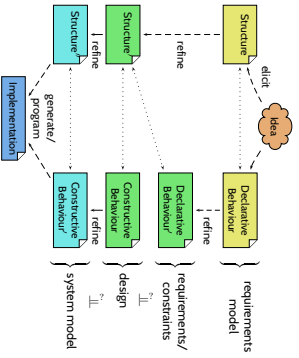 Idea
elicit
Structure
Declarative
Behaviour
requirements
model
refine
refine
Declarative
Behaviour'
requirements/
constraints
⊨?
Structure'
Constructive
Behaviour
design
refine
refine
⊨?
Structure''
Constructive
Behaviour'
system model
generate/
program
Implementation